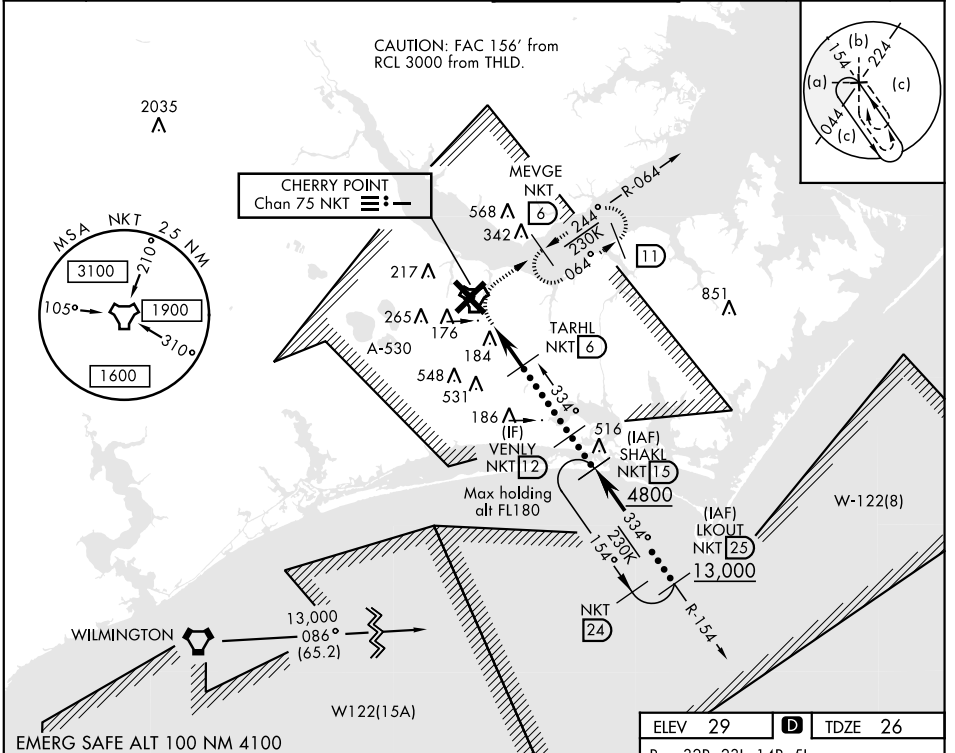 CAUTION: FAC 156' from
RCL 3000 from THLD.
2035
(b)
154
224
(a)
(c)
044
(c)
CHERRY POINT
Chan 75 NKT
MEVGE
NKT
6
568
342
R-064
244°
230K
064°
11
MSA NKT 25 NM
210°
3100
105°
1900
310°
1600
217
265
176
A-530
184
548
531
186
851
TARHL
NKT 6
334°
(IF)
VENLY
NKT 12
516
(IAF)
SHAKL
NKT 15
4800
Max holding
alt FL180
W-122(8)
334°
230K
154°
(IAF)
LKOUT
NKT 25
13,000
NKT
24
R-154
WILMINGTON
13,000
086°
(65.2)
W122(15A)
EMERG SAFE ALT 100 NM 4100
ELEV 29
D
TDZE 26